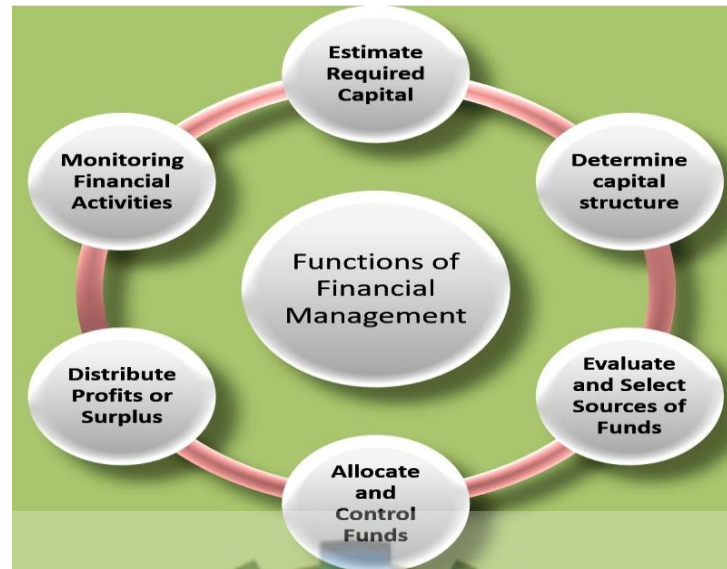 Functions of
Financial
Management
Estimate
Required
Capital
Determine
capital
structure
Evaluate
and Select
Sources of
Funds
Allocate
and
Control
Funds
Distribute
Profits or
Surplus
Monitoring
Financial
Activities